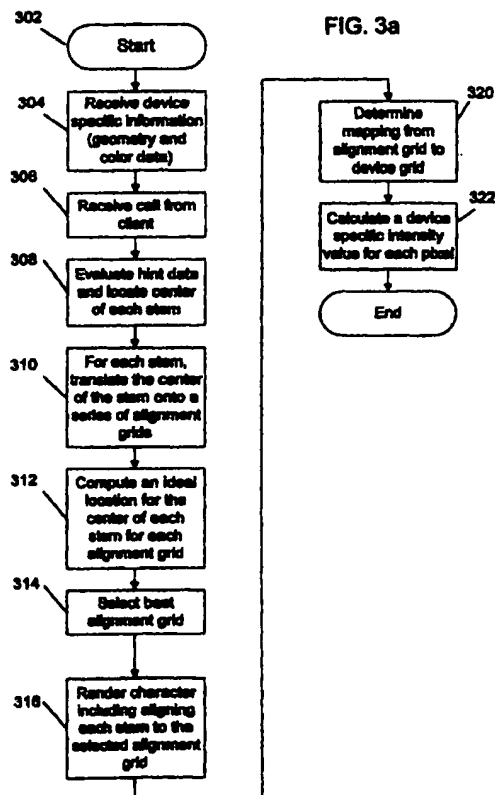 FIG. 3a
302
Start
304
Receive device
specific information
(geometry and
color data)
306
Receive call from
client
308
Evaluate hint data
and locate center
of each stem
310
For each stem,
translate the center
of the stem onto a
series of alignment
grids
312
Compute an ideal
location for the
center of each
stem for each
alignment grid
314
Select best
alignment grid
316
Render character
including aligning
each stem to the
selected alignment
grid
320
Determine
mapping from
alignment grid to
device grid
322
Calculate a device
specific intensity
value for each pixel
End